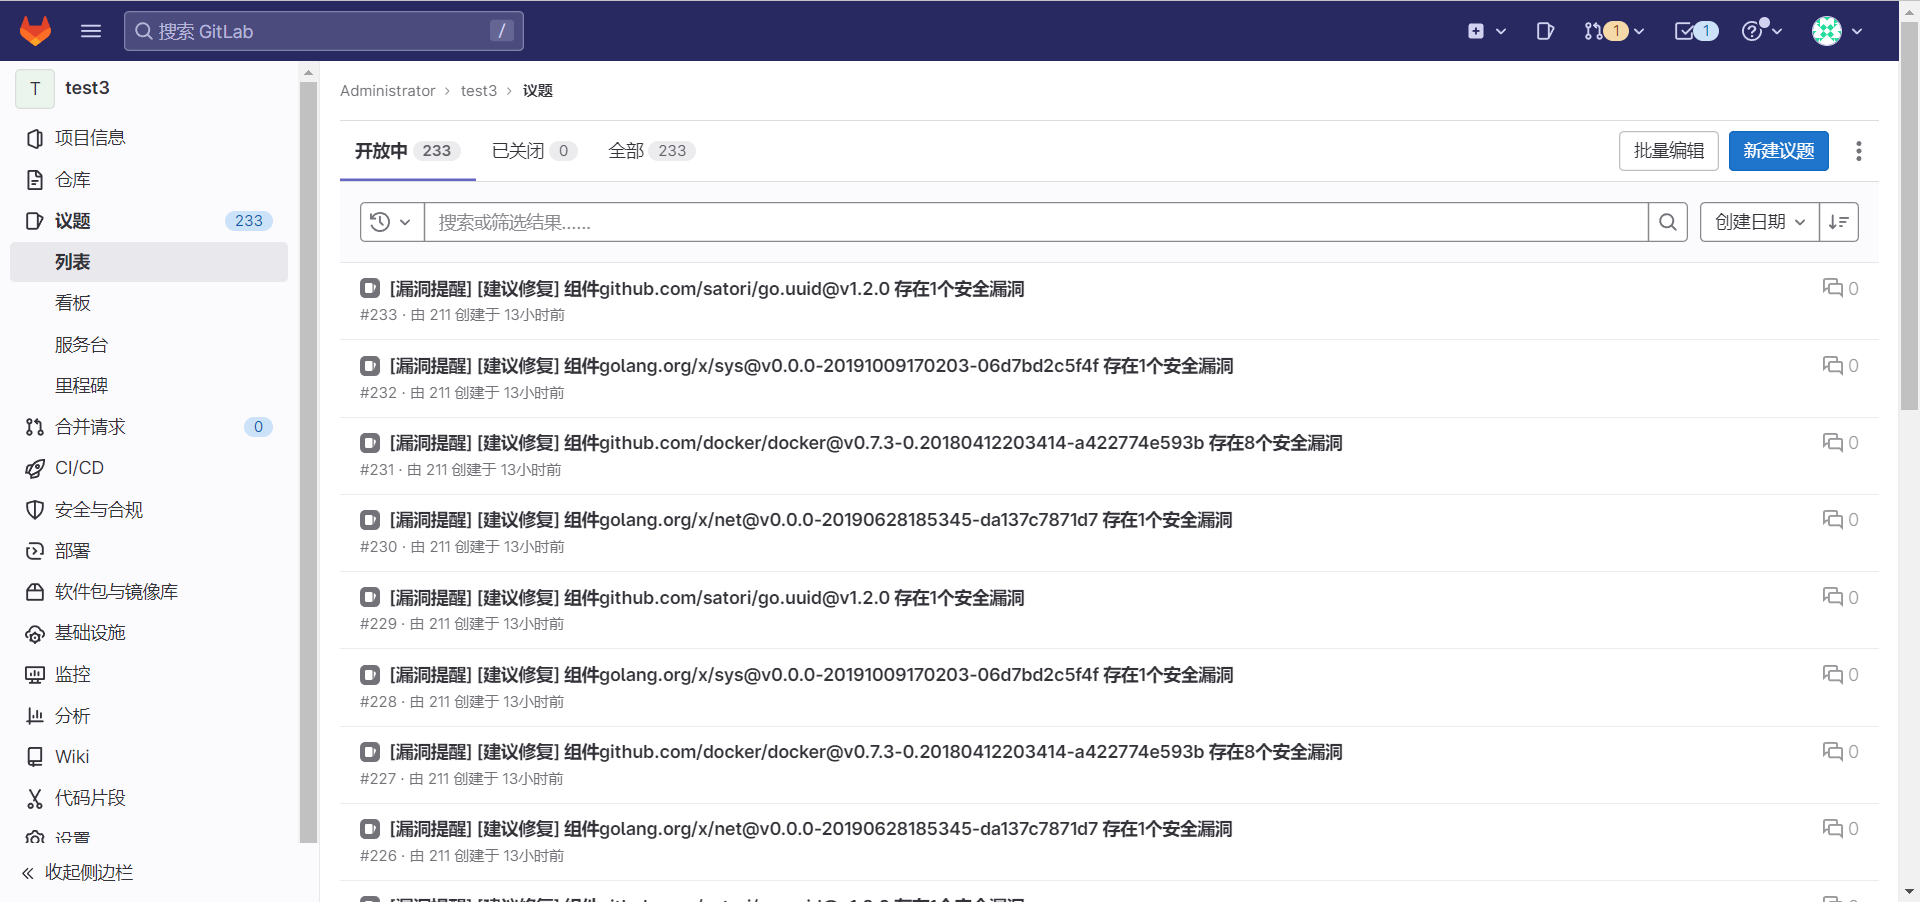 搜索 GitLab /
1
1
T test3
项目信息
仓库
议题 233
列表
看板
服务台
里程碑
合并请求 0
CI/CD
安全与合规
部署
软件包与镜像库
基础设施
监控
分析
Wiki
代码片段
设置
收起侧边栏
Administrator › test3 › 议题
开放中 233 已关闭 0 全部 233
批量编辑 新建议题
搜索或筛选结果...... 创建日期
[漏洞提醒] [建议修复] 组件github.com/satori/go.uuid@v1.2.0 存在1个安全漏洞 0
#233 · 由 211 创建于 13小时前
[漏洞提醒] [建议修复] 组件golang.org/x/sys@v0.0.0-20191009170203-06d7bd2c5f4f 存在1个安全漏洞 0
#232 · 由 211 创建于 13小时前
[漏洞提醒] [建议修复] 组件github.com/docker/docker@v0.7.3-0.20180412203414-a422774e593b 存在8个安全漏洞 0
#231 · 由 211 创建于 13小时前
[漏洞提醒] [建议修复] 组件golang.org/x/net@v0.0.0-20190628185345-da137c7871d7 存在1个安全漏洞 0
#230 · 由 211 创建于 13小时前
[漏洞提醒] [建议修复] 组件github.com/satori/go.uuid@v1.2.0 存在1个安全漏洞 0
#229 · 由 211 创建于 13小时前
[漏洞提醒] [建议修复] 组件golang.org/x/sys@v0.0.0-20191009170203-06d7bd2c5f4f 存在1个安全漏洞 0
#228 · 由 211 创建于 13小时前
[漏洞提醒] [建议修复] 组件github.com/docker/docker@v0.7.3-0.20180412203414-a422774e593b 存在8个安全漏洞 0
#227 · 由 211 创建于 13小时前
[漏洞提醒] [建议修复] 组件golang.org/x/net@v0.0.0-20190628185345-da137c7871d7 存在1个安全漏洞 0
#226 · 由 211 创建于 13小时前